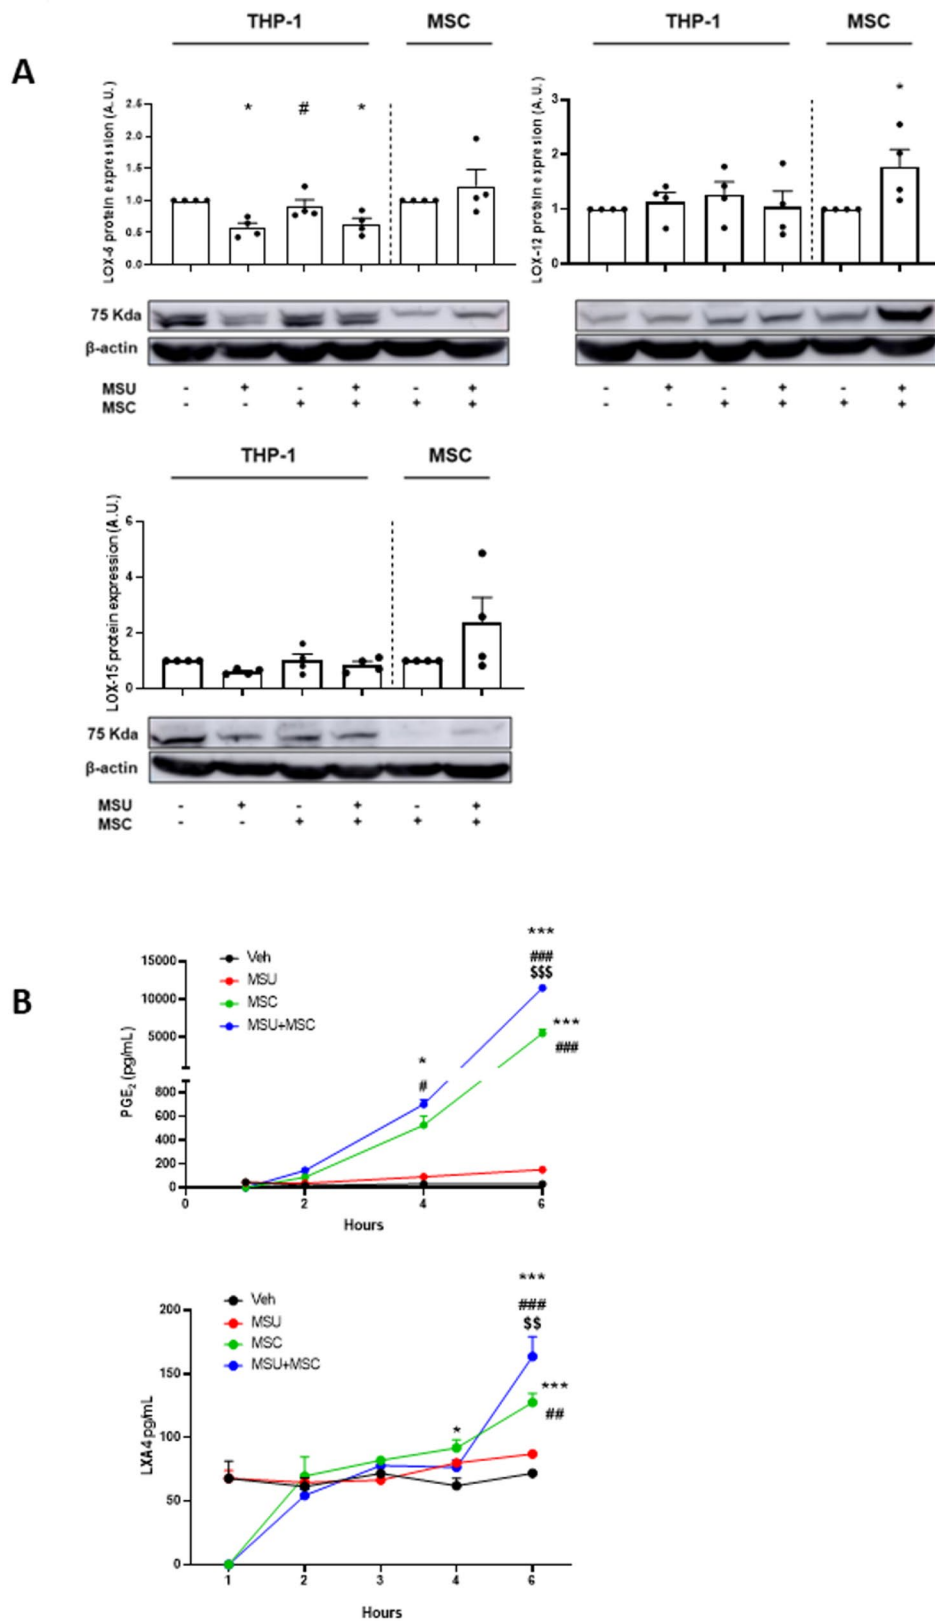 THP-1 MSC THP-1 MSC
A
LOX-5 protein expression (A.U.)
2.5
2.0
1.5
1.0
0.5
0.0
* # *
LOX-12 protein expression (A.U.)
3
2
1
0
*
75 Kda
β-actin
MSU - + - + - + - + - + - +
MSC - - + + + + - - + + + +
THP-1 MSC
LOX-15 protein expression (A.U.)
6
4
2
0
75 Kda
β-actin
MSU - + - + - +
MSC - - + + + +
B
PGE2 (pg/mL)
15000
10000
5000
800
600
400
200
0
Veh
MSU
MSC
MSU+MSC
*
#
***
###
$$$
***
###
0 2 4 6
Hours
LXA4 pg/mL
200
150
100
50
0
Veh
MSU
MSC
MSU+MSC
*
***
###
$$
***
##
1 2 3 4 6
Hours